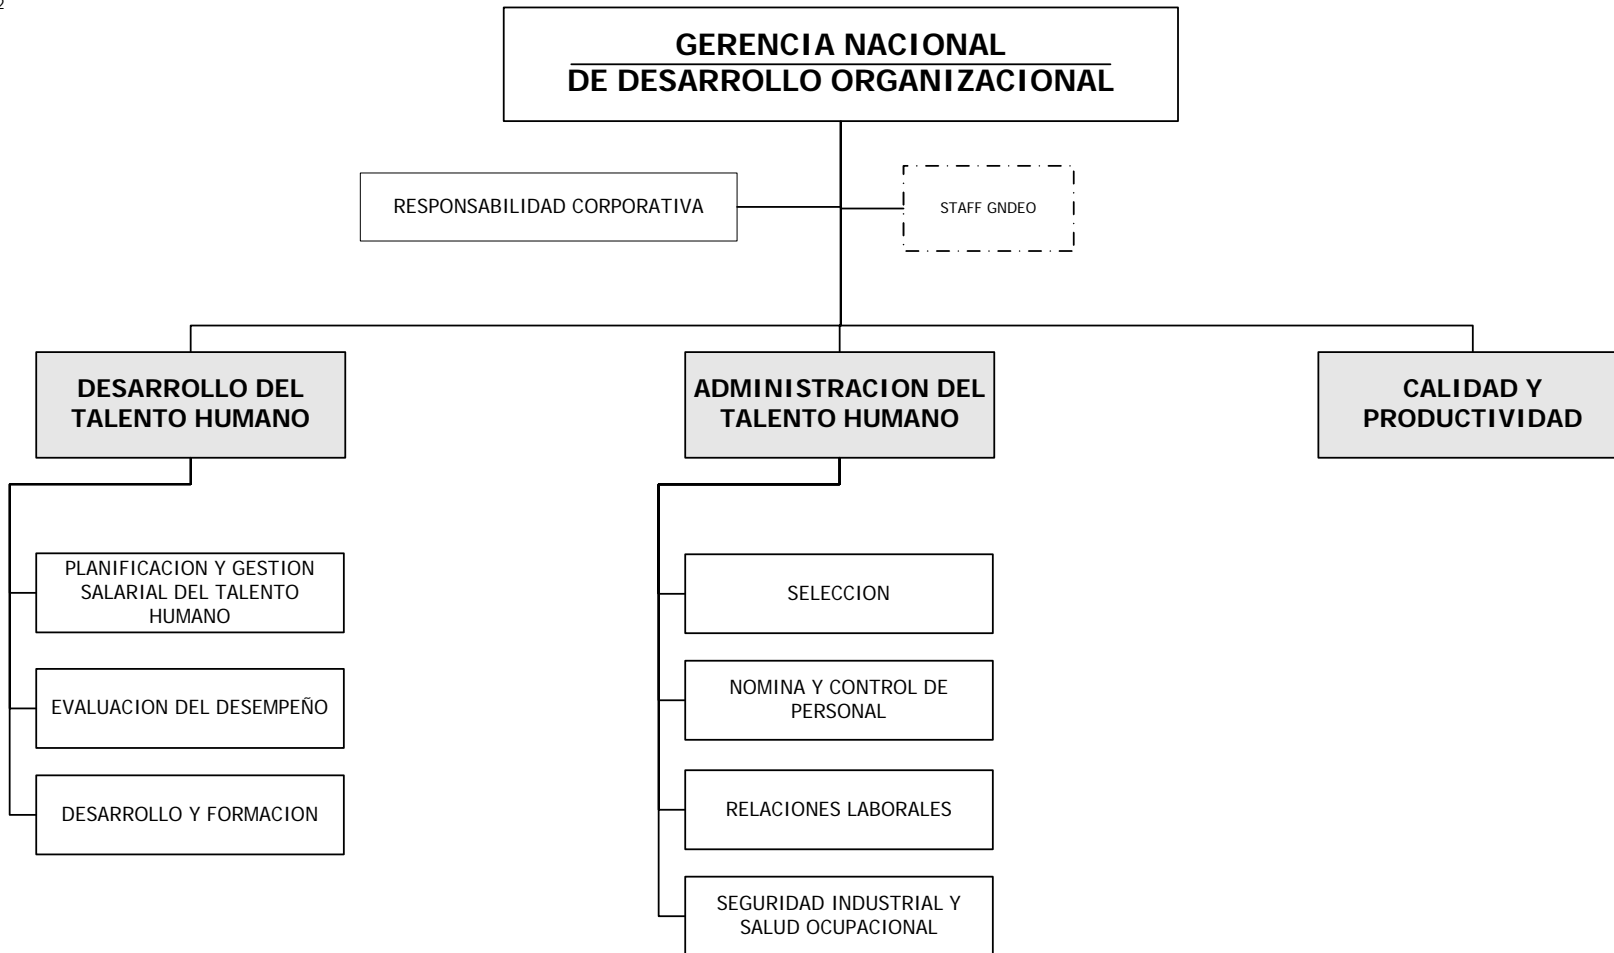 2
GERENCIA NACIONAL
DE DESARROLLO ORGANIZACIONAL
RESPONSABILIDAD CORPORATIVA
STAFF GNDEO
DESARROLLO DEL
TALENTO HUMANO
ADMINISTRACION DEL
TALENTO HUMANO
CALIDAD Y
PRODUCTIVIDAD
PLANIFICACION Y GESTION
SALARIAL DEL TALENTO
HUMANO
EVALUACION DEL DESEMPEÑO
DESARROLLO Y FORMACION
SELECCION
NOMINA Y CONTROL DE
PERSONAL
RELACIONES LABORALES
SEGURIDAD INDUSTRIAL Y
SALUD OCUPACIONAL